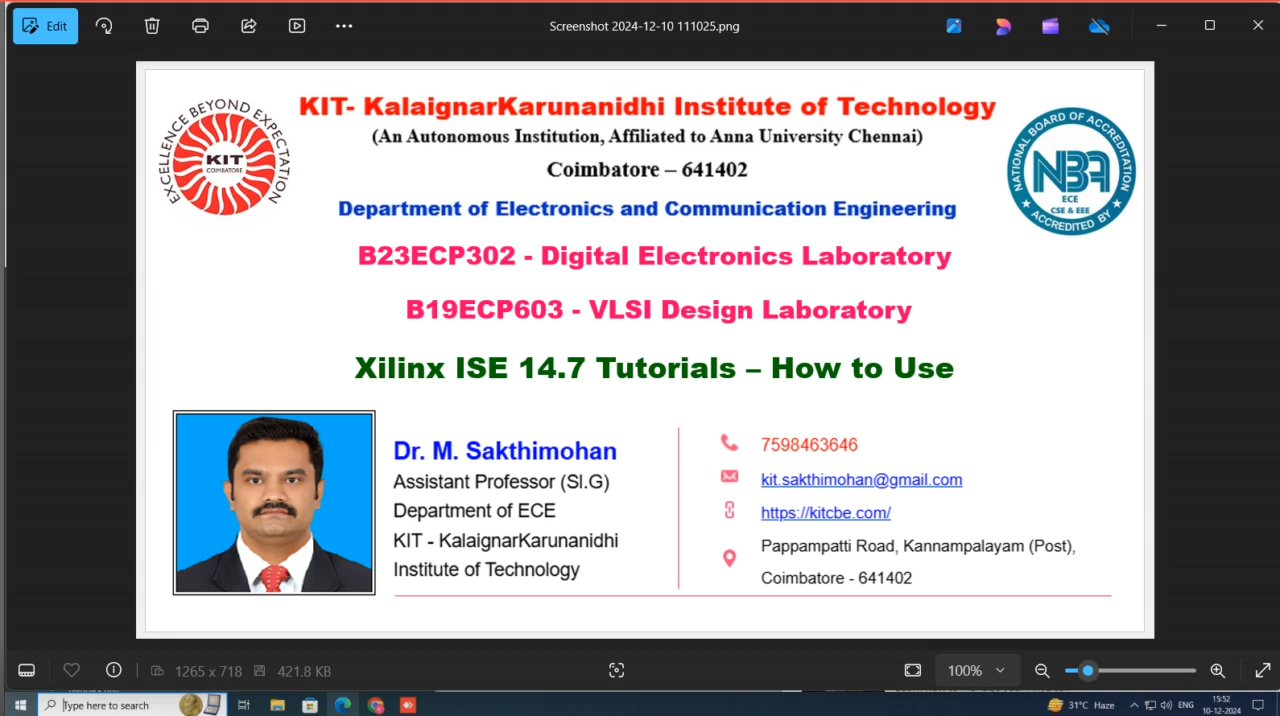 Edit
Screenshot 2024-12-10 111025.png
EXCELLENCE BEYOND EXPECTATION
KIT
COIMBATORE
KIT- KalaignarKarunanidhi Institute of Technology
(An Autonomous Institution, Affiliated to Anna University Chennai)
Coimbatore – 641402
Department of Electronics and Communication Engineering
NATIONAL BOARD OF ACCREDITATION
NBA
ECE
CSE & EEE
★ ACCREDITED BY ★
B23ECP302 - Digital Electronics Laboratory
B19ECP603 - VLSI Design Laboratory
Xilinx ISE 14.7 Tutorials – How to Use
Dr. M. Sakthimohan
Assistant Professor (Sl.G)
Department of ECE
KIT - KalaignarKarunanidhi
Institute of Technology
7598463646
kit.sakthimohan@gmail.com
https://kitcbe.com/
Pappampatti Road, Kannampalayam (Post),
Coimbatore - 641402
1265 x 718 421.8 KB 100%
Type here to search
31°C Haze ENG
15:52
10-12-2024